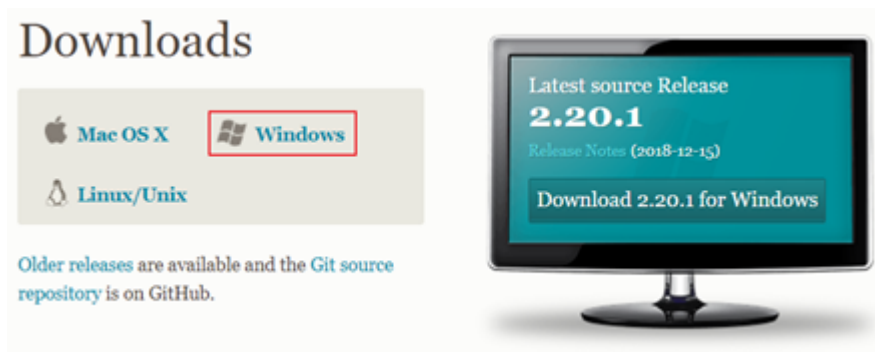 Downloads
Mac OS X
Windows
Linux/Unix
Older releases are available and the Git source
repository is on GitHub.
Latest source Release
2.20.1
Release Notes (2018-12-15)
Download 2.20.1 for Windows